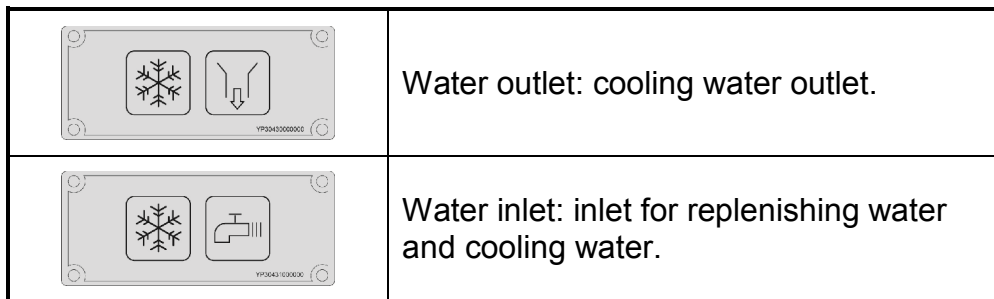 Water outlet: cooling water outlet.
YP30430000000
Water inlet: inlet for replenishing water
and cooling water.
YP30431000000